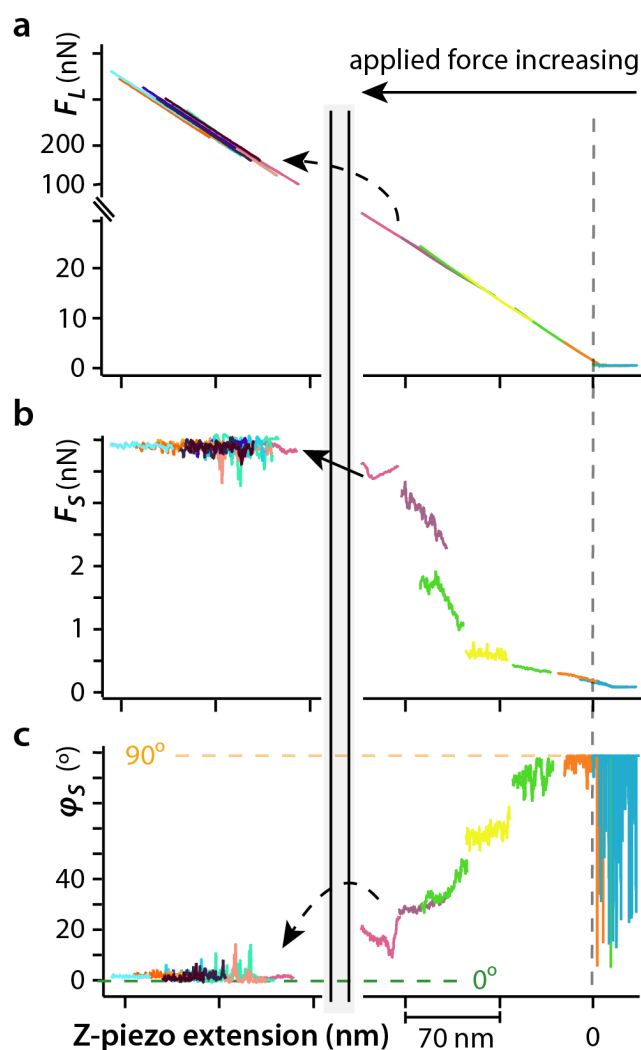 a
applied force increasing
F_L (nN)
200
100
20
10
0
b
F_S (nN)
2
1
0
c
90°
φ_S (°)
40
20
0
0°
Z-piezo extension (nm)
70 nm
0